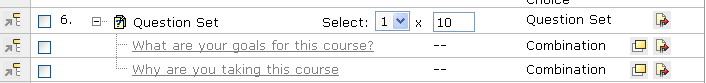 Choice
6. Question Set Select: 1 x 10 Question Set
What are your goals for this course? -- Combination
Why are you taking this course -- Combination